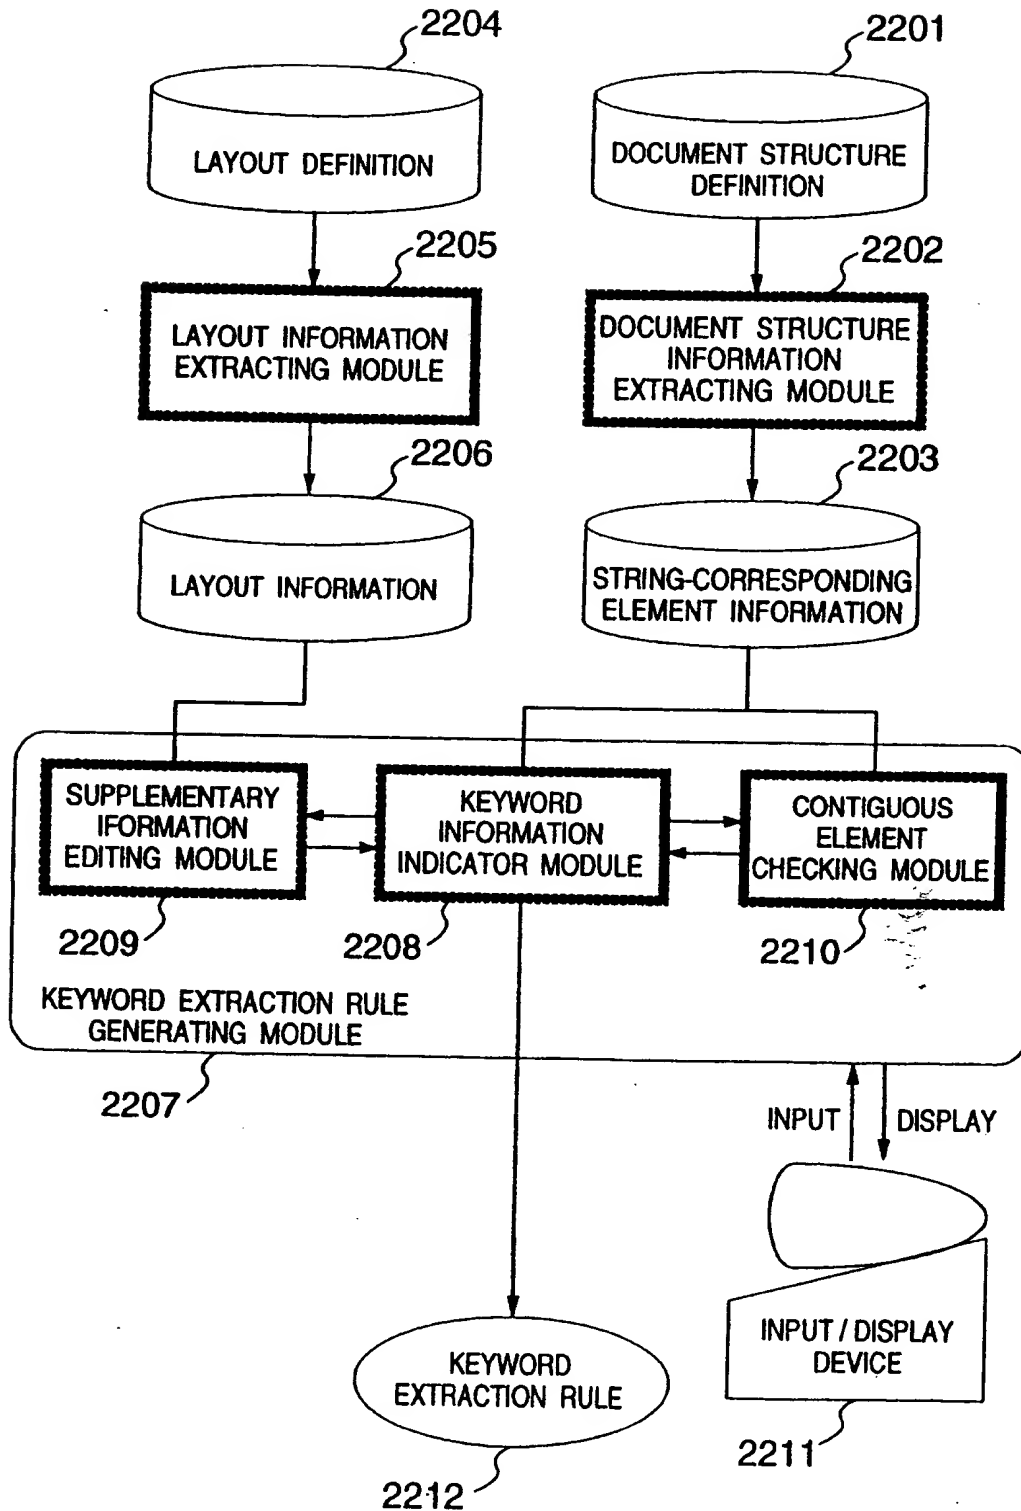 2204
2201
LAYOUT DEFINITION
DOCUMENT STRUCTURE
DEFINITION
2205
2202
LAYOUT INFORMATION
EXTRACTING MODULE
DOCUMENT STRUCTURE
INFORMATION
EXTRACTING MODULE
2206
2203
LAYOUT INFORMATION
STRING-CORRESPONDING
ELEMENT INFORMATION
SUPPLEMENTARY
IFORMATION
EDITING MODULE
KEYWORD
INFORMATION
INDICATOR MODULE
CONTIGUOUS
ELEMENT
CHECKING MODULE
2209
2208
2210
KEYWORD EXTRACTION RULE
GENERATING MODULE
2207
INPUT
DISPLAY
INPUT / DISPLAY
DEVICE
KEYWORD
EXTRACTION RULE
2211
2212